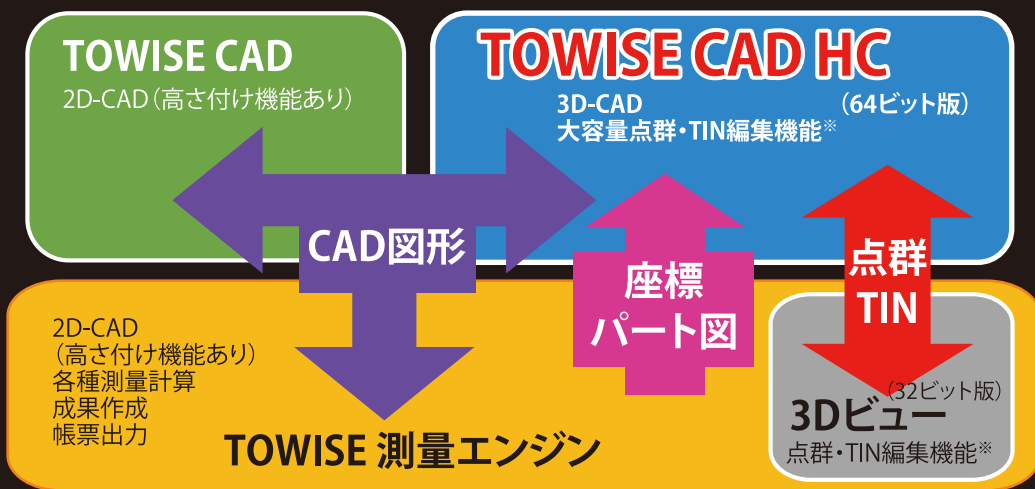 TOWISE CAD
2D-CAD（高さ付け機能あり）
TOWISE CAD HC
3D-CAD （64ビット版）
大容量点群・TIN編集機能※
CAD図形
座標
パート図
点群
TIN
2D-CAD
（高さ付け機能あり）
各種測量計算
成果作成
帳票出力
TOWISE 測量エンジン
（32ビット版）
3Dビュー
点群・TIN編集機能※